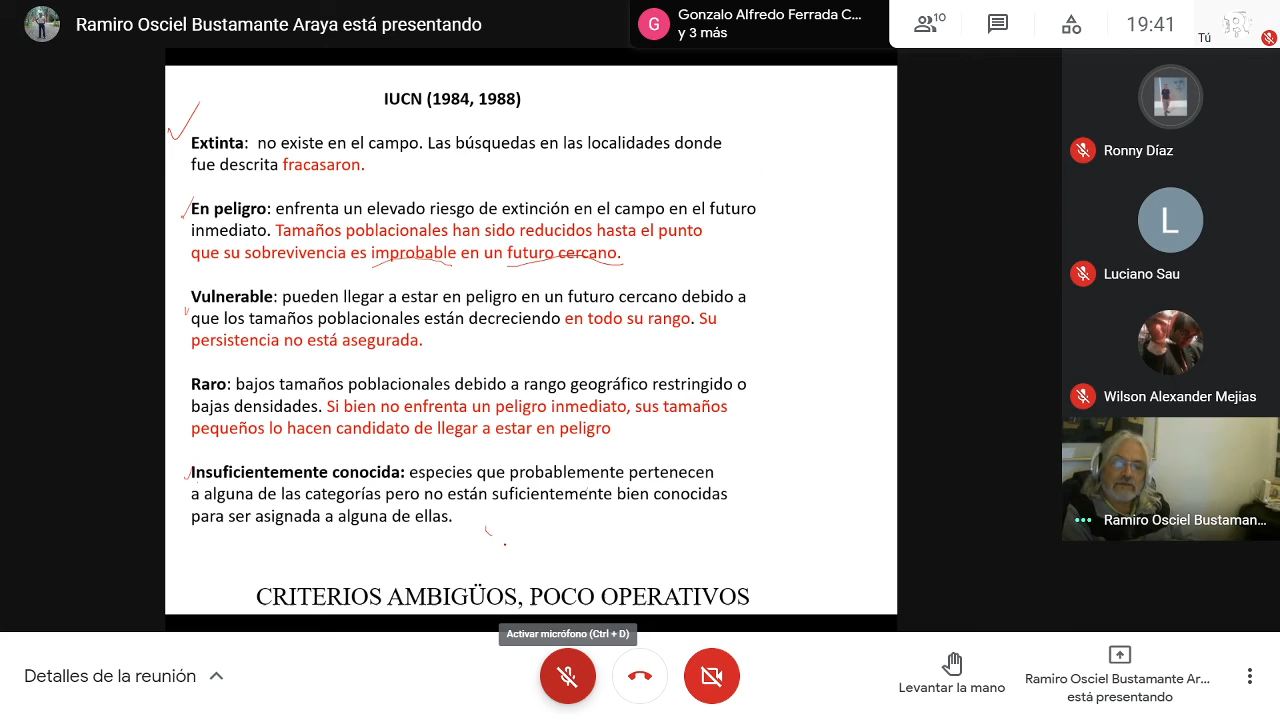 Ramiro Osciel Bustamante Araya está presentando
G
Gonzalo Alfredo Ferrada C...
y 3 más
10
19:41
Tú
IUCN (1984, 1988)
Extinta: no existe en el campo. Las búsquedas en las localidades donde
fue descrita fracasaron.
En peligro: enfrenta un elevado riesgo de extinción en el campo en el futuro
inmediato. Tamaños poblacionales han sido reducidos hasta el punto
que su sobrevivencia es improbable en un futuro cercano.
Vulnerable: pueden llegar a estar en peligro en un futuro cercano debido a
que los tamaños poblacionales están decreciendo en todo su rango. Su
persistencia no está asegurada.
Raro: bajos tamaños poblacionales debido a rango geográfico restringido o
bajas densidades. Si bien no enfrenta un peligro inmediato, sus tamaños
pequeños lo hacen candidato de llegar a estar en peligro
Insuficientemente conocida: especies que probablemente pertenecen
a alguna de las categorías pero no están suficientemente bien conocidas
para ser asignada a alguna de ellas.
CRITERIOS AMBIGÜOS, POCO OPERATIVOS
Ronny Díaz
L
Luciano Sau
Wilson Alexander Mejias
Ramiro Osciel Bustaman...
Activar micrófono (Ctrl + D)
Detalles de la reunión
Levantar la mano
Ramiro Osciel Bustamante Ar...
está presentando